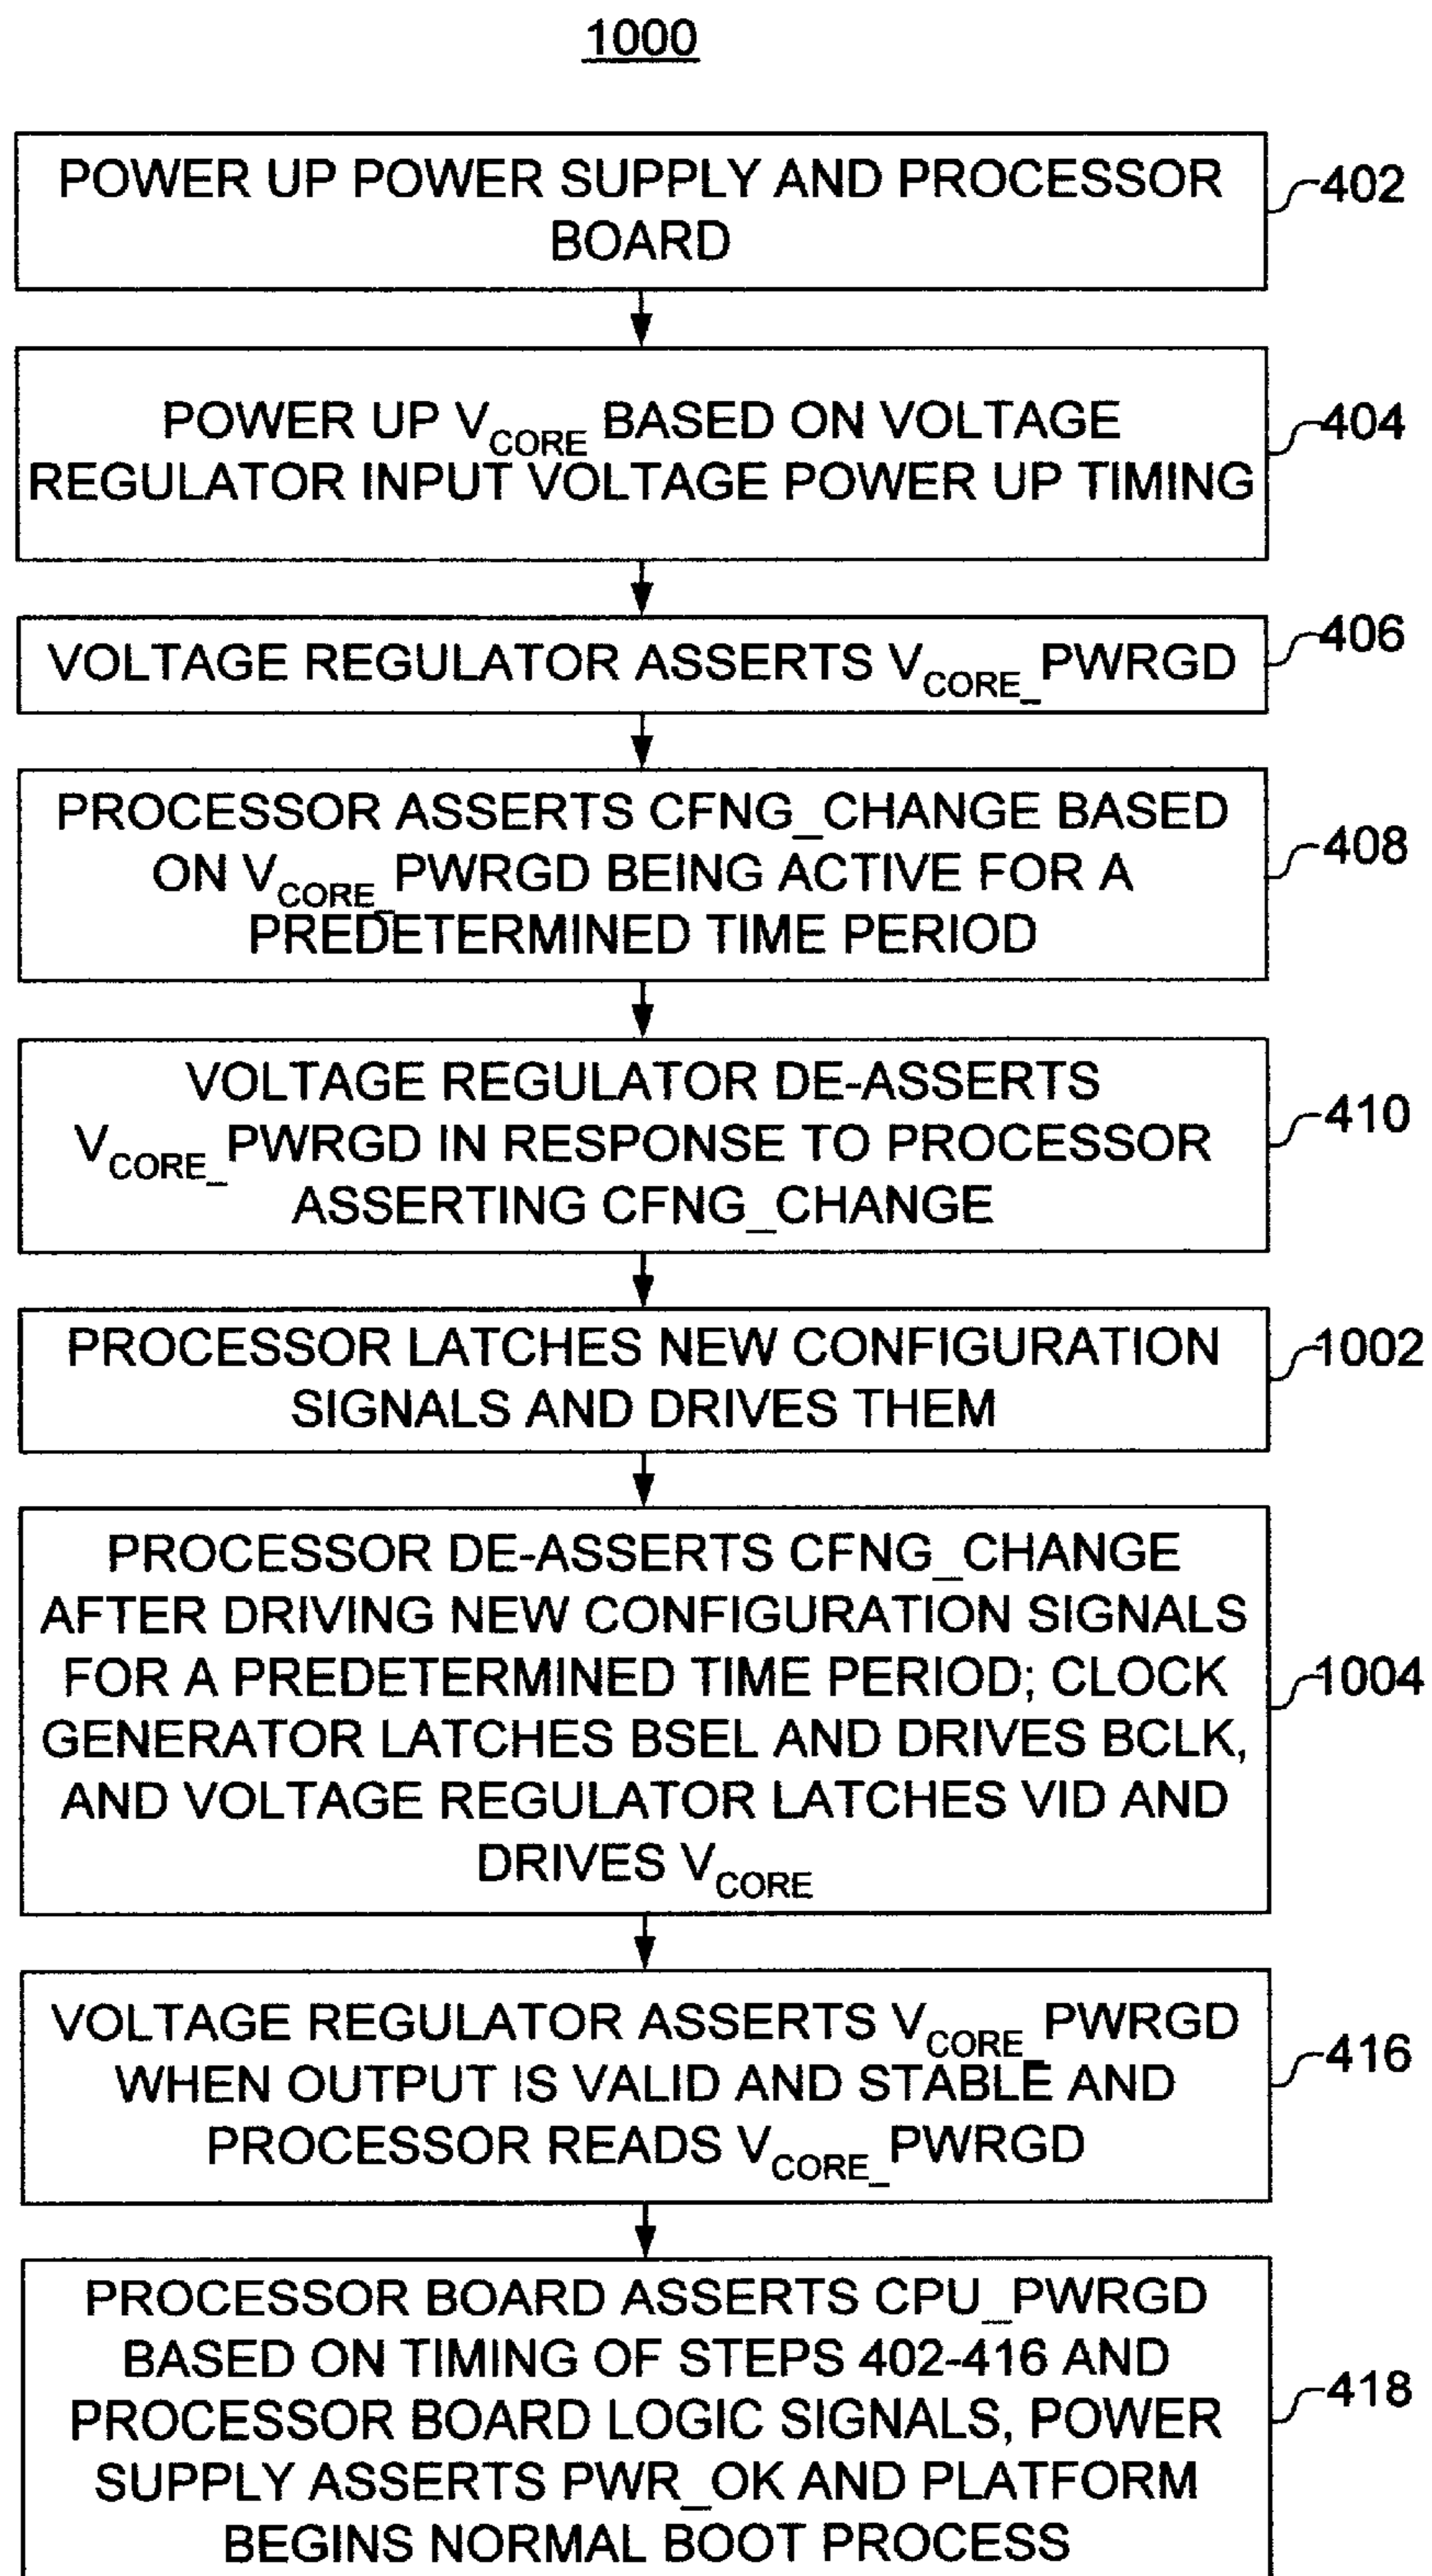 1000
POWER UP POWER SUPPLY AND PROCESSOR
BOARD
402
POWER UP VCORE BASED ON VOLTAGE
REGULATOR INPUT VOLTAGE POWER UP TIMING
404
VOLTAGE REGULATOR ASSERTS VCORE_PWRGD
406
PROCESSOR ASSERTS CFNG_CHANGE BASED
ON VCORE_PWRGD BEING ACTIVE FOR A
PREDETERMINED TIME PERIOD
408
VOLTAGE REGULATOR DE-ASSERTS
VCORE_PWRGD IN RESPONSE TO PROCESSOR
ASSERTING CFNG_CHANGE
410
PROCESSOR LATCHES NEW CONFIGURATION
SIGNALS AND DRIVES THEM
1002
PROCESSOR DE-ASSERTS CFNG_CHANGE
AFTER DRIVING NEW CONFIGURATION SIGNALS
FOR A PREDETERMINED TIME PERIOD; CLOCK
GENERATOR LATCHES BSEL AND DRIVES BCLK,
AND VOLTAGE REGULATOR LATCHES VID AND
DRIVES VCORE
1004
VOLTAGE REGULATOR ASSERTS VCORE_PWRGD
WHEN OUTPUT IS VALID AND STABLE AND
PROCESSOR READS VCORE_PWRGD
416
PROCESSOR BOARD ASSERTS CPU_PWRGD
BASED ON TIMING OF STEPS 402-416 AND
PROCESSOR BOARD LOGIC SIGNALS, POWER
SUPPLY ASSERTS PWR_OK AND PLATFORM
BEGINS NORMAL BOOT PROCESS
418